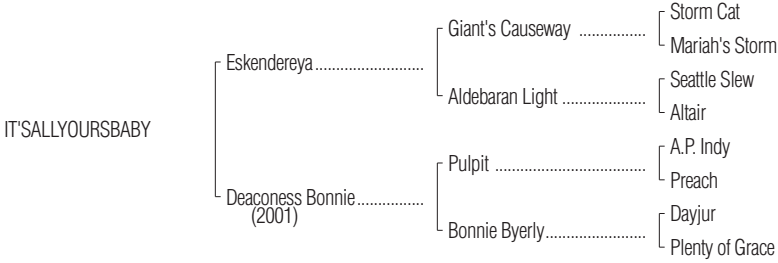 Storm Cat
Giant's Causeway ................
Mariah's Storm
Eskendereya..........................
Seattle Slew
Aldebaran Light ....................
Altair
IT'SALLYOURSBABY
A.P. Indy
Pulpit ....................................
Preach
Deaconess Bonnie................
(2001)
Dayjur
Bonnie Byerly........................
Plenty of Grace